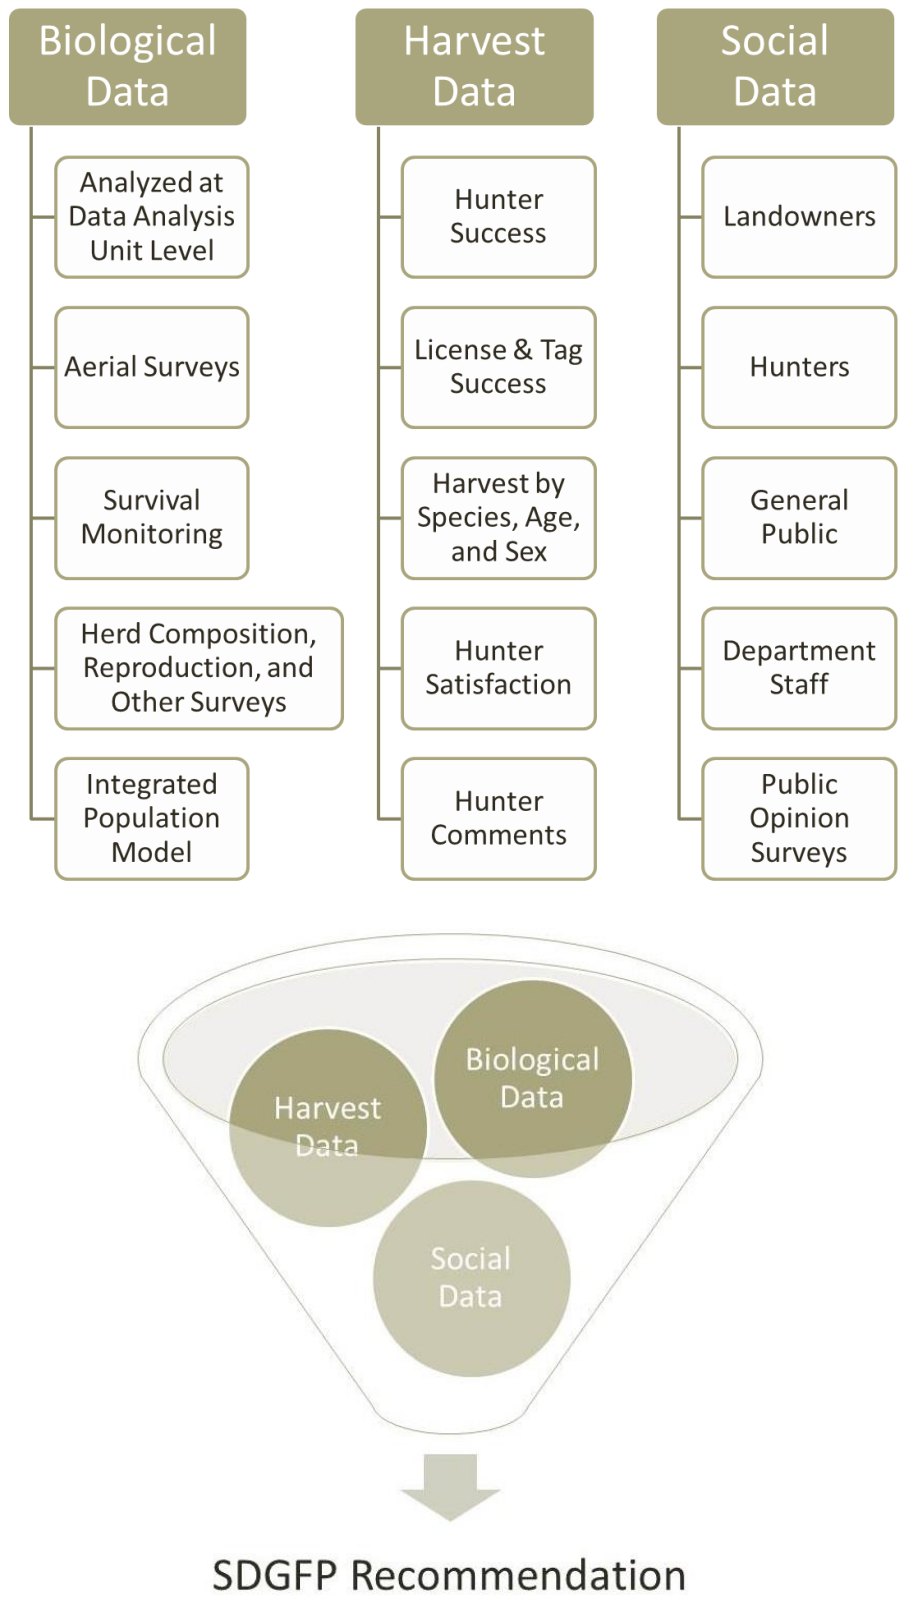 Biological
Data
Analyzed at
Data Analysis
Unit Level
Aerial Surveys
Survival
Monitoring
Herd Composition,
Reproduction, and
Other Surveys
Integrated
Population
Model
Harvest
Data
Hunter
Success
License & Tag
Success
Harvest by
Species, Age,
and Sex
Hunter
Satisfaction
Hunter
Comments
Social
Data
Landowners
Hunters
General
Public
Department
Staff
Public
Opinion
Surveys
Biological
Data
Harvest
Data
Social
Data
SDGFP Recommendation